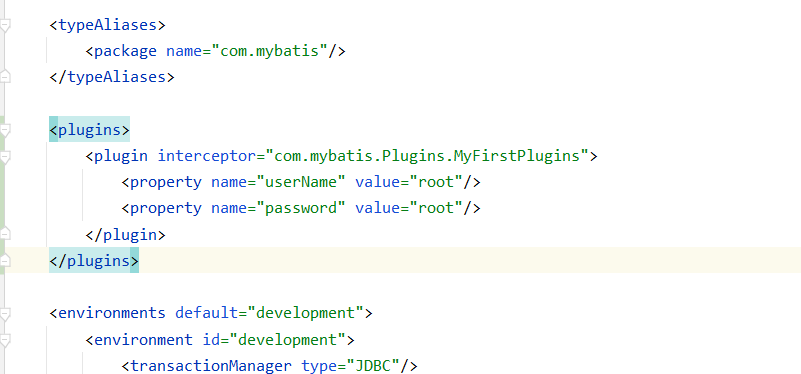 <typeAliases>
<package name="com.mybatis"/>
</typeAliases>
<plugins>
<plugin interceptor="com.mybatis.Plugins.MyFirstPlugins">
<property name="userName" value="root"/>
<property name="password" value="root"/>
</plugin>
</plugins>
<environments default="development">
<environment id="development">
<transactionManager type="JDBC"/>